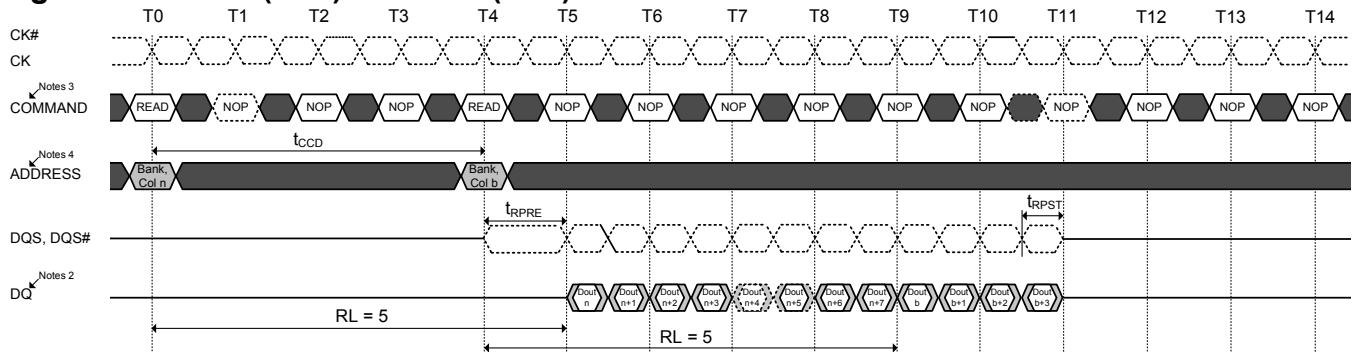 T0 T1 T2 T3 T4 T5 T6 T7 T8 T9 T10 T11 T12 T13 T14
CK#
CK
Notes 3
COMMAND READ NOP NOP NOP READ NOP NOP NOP NOP NOP NOP NOP NOP NOP NOP
tCCD
Notes 4
ADDRESS
Bank, Col n
Bank, Col b
tRPRE
tRPST
DQS, DQS#
Notes 2
DQ
Dout n
Dout n+1
Dout n+2
Dout n+3
Dout n+4
Dout n+5
Dout n+6
Dout n+7
Dout b
Dout b+1
Dout b+2
Dout b+3
RL = 5
RL = 5